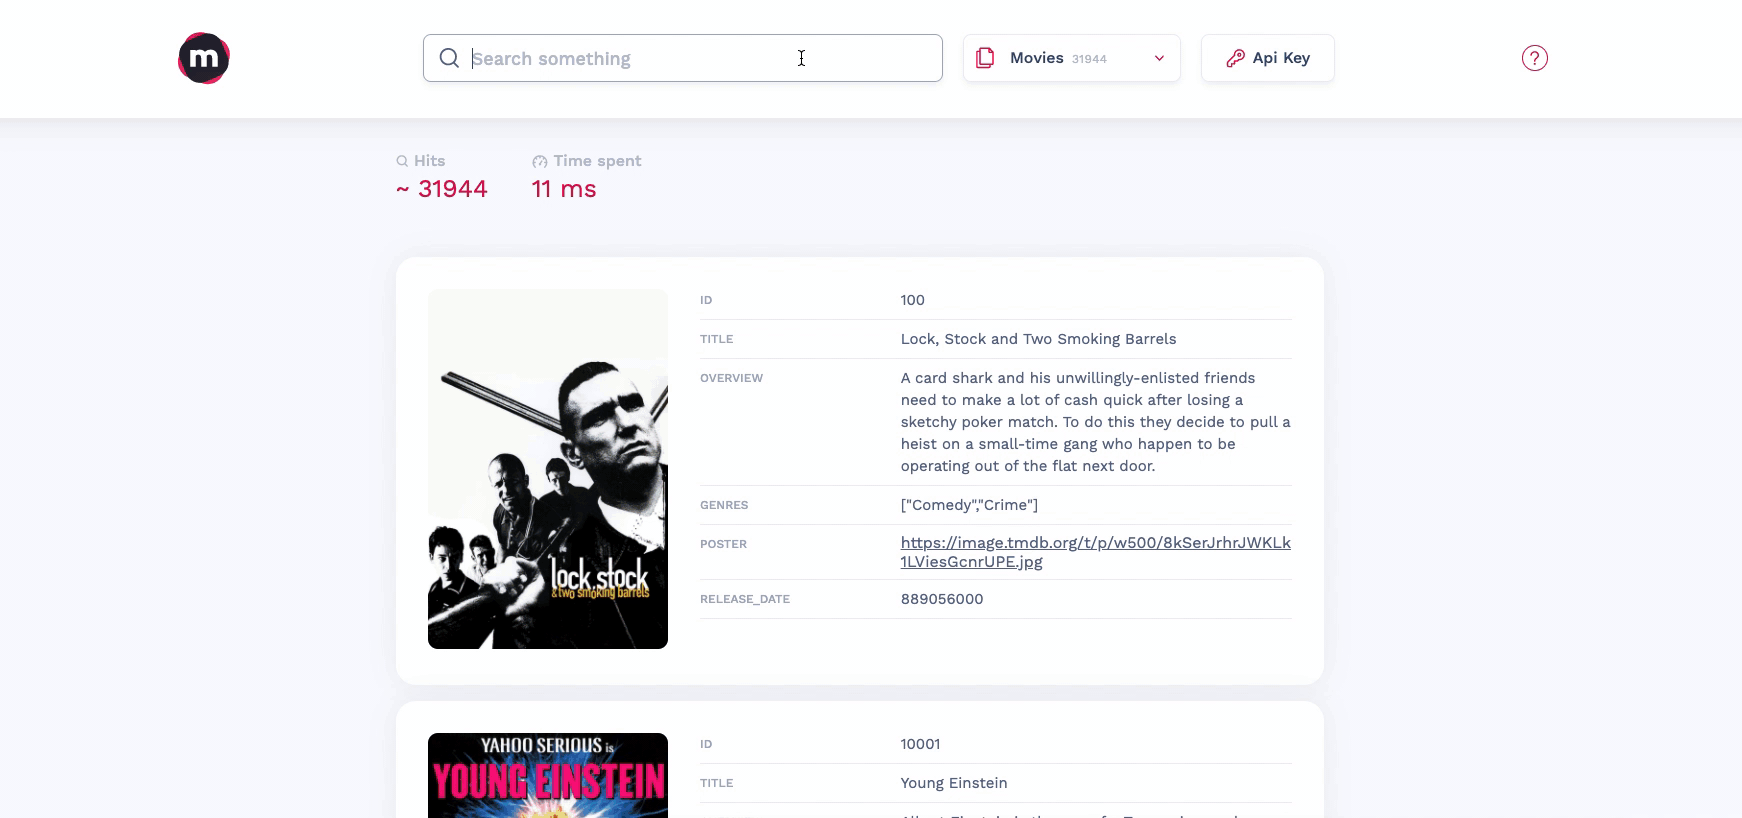 m
Search something
Movies 31944
Api Key
?
Hits
~ 31944
Time spent
11 ms
ID 100
TITLE Lock, Stock and Two Smoking Barrels
OVERVIEW A card shark and his unwillingly-enlisted friends
need to make a lot of cash quick after losing a
sketchy poker match. To do this they decide to pull a
heist on a small-time gang who happen to be
operating out of the flat next door.
GENRES ["Comedy","Crime"]
POSTER https://image.tmdb.org/t/p/w500/8kSerJrhrJWKLk
1LViesGcnrUPE.jpg
RELEASE_DATE 889056000
lock, stock
& two smoking barrels
YAHOO SERIOUS is
YOUNG EINSTEIN
ID 10001
TITLE Young Einstein